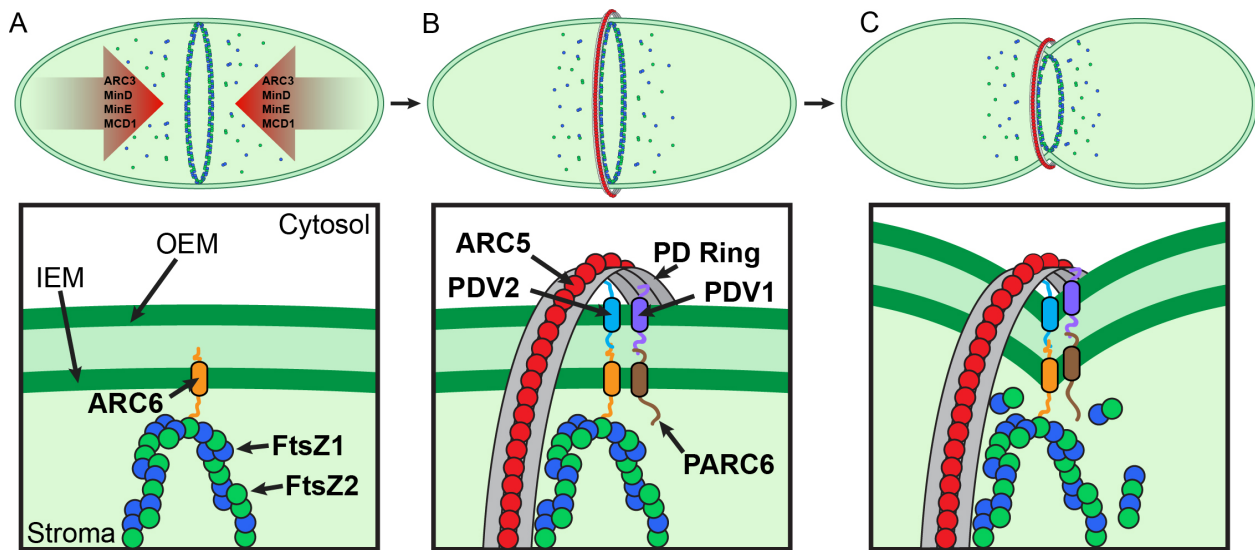 A
ARC3
MinD
MinE
MCD1
ARC3
MinD
MinE
MCD1
B
C
Cytosol
OEM
IEM
ARC6
FtsZ1
FtsZ2
Stroma
ARC5
PD Ring
PDV2
PDV1
PARC6